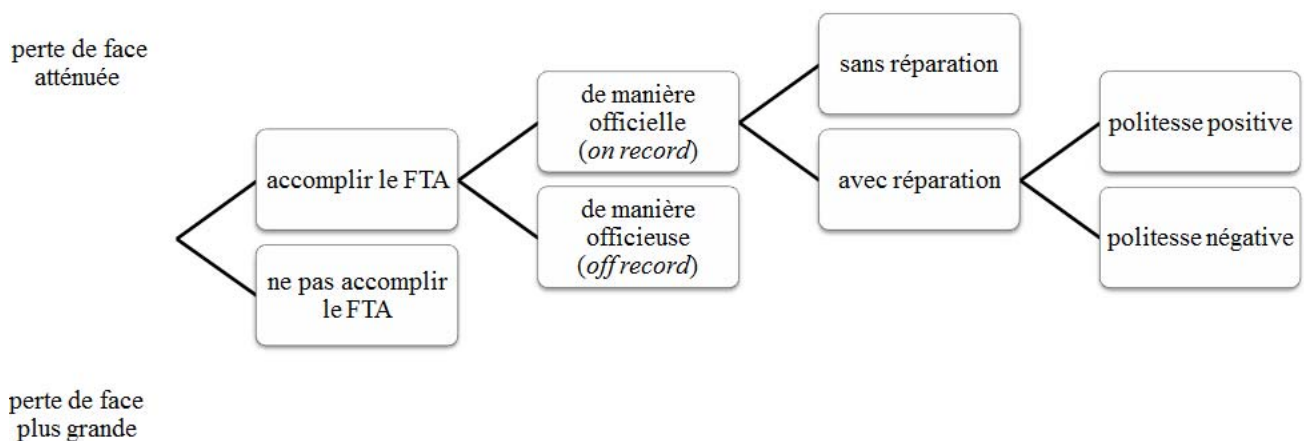 perte de face
atténuée
accomplir le FTA
ne pas accomplir
le FTA
de manière
officielle
(on record)
de manière
officieuse
(off record)
sans réparation
avec réparation
politesse positive
politesse négative
perte de face
plus grande